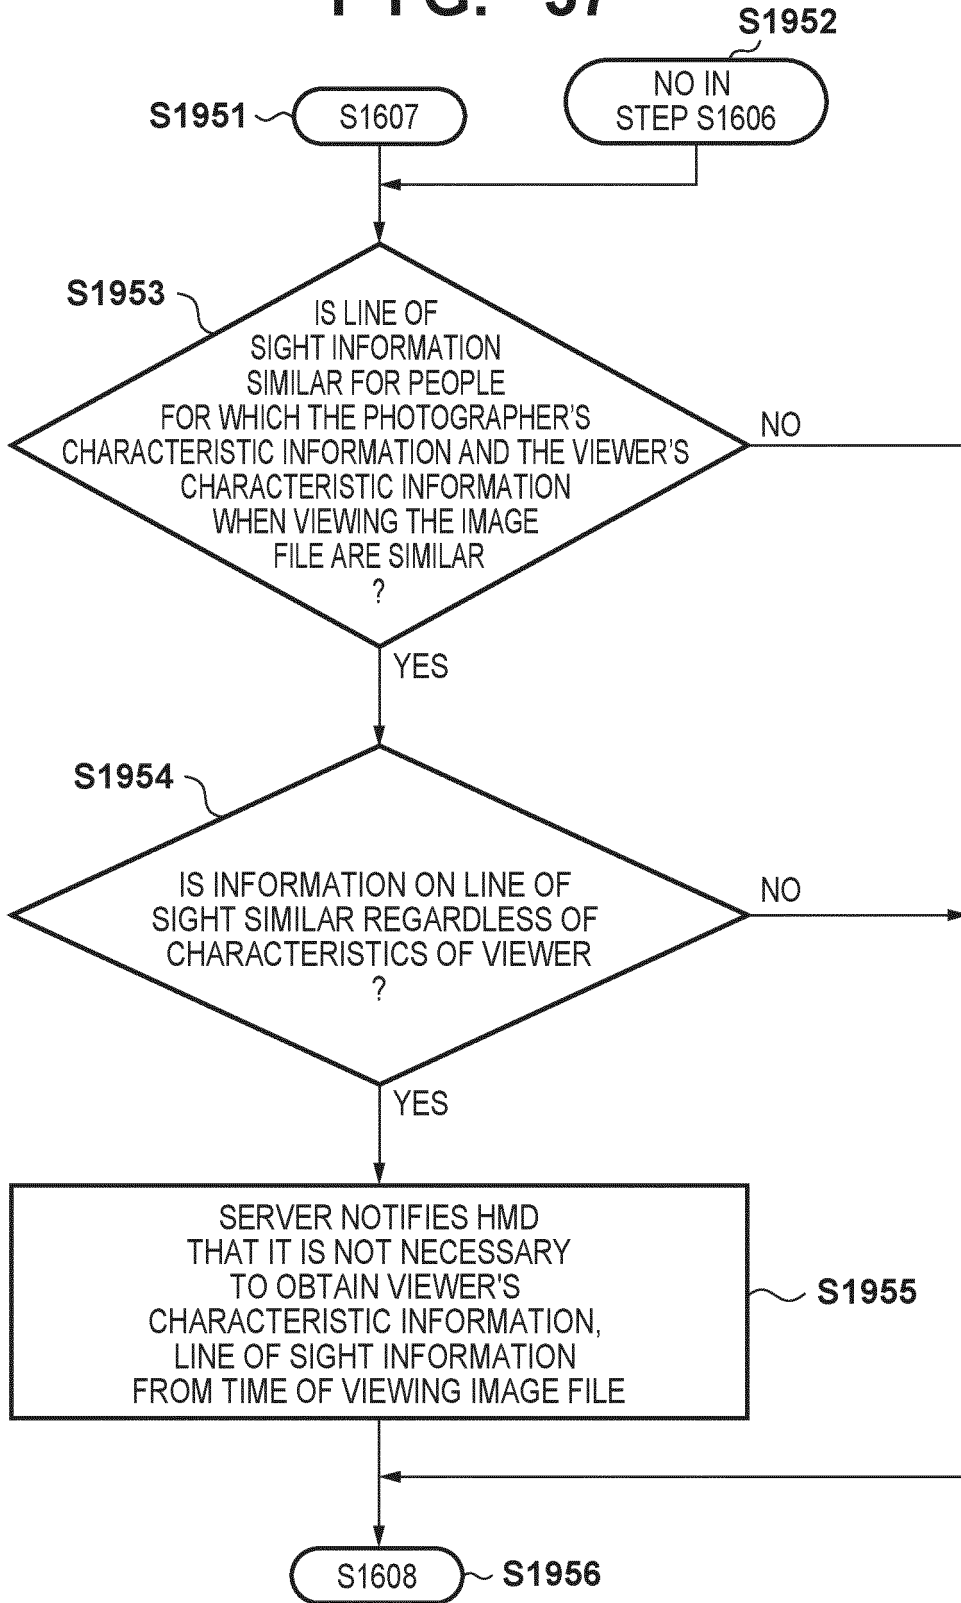 FIG. 37
S1952
NO IN
STEP S1606
S1951
S1607
S1953
IS LINE OF
SIGHT INFORMATION
SIMILAR FOR PEOPLE
FOR WHICH THE PHOTOGRAPHER'S
CHARACTERISTIC INFORMATION AND THE VIEWER'S
CHARACTERISTIC INFORMATION
WHEN VIEWING THE IMAGE
FILE ARE SIMILAR
?
NO
YES
S1954
IS INFORMATION ON LINE OF
SIGHT SIMILAR REGARDLESS OF
CHARACTERISTICS OF VIEWER
?
NO
YES
SERVER NOTIFIES HMD
THAT IT IS NOT NECESSARY
TO OBTAIN VIEWER'S
CHARACTERISTIC INFORMATION,
LINE OF SIGHT INFORMATION
FROM TIME OF VIEWING IMAGE FILE
S1955
S1608
S1956